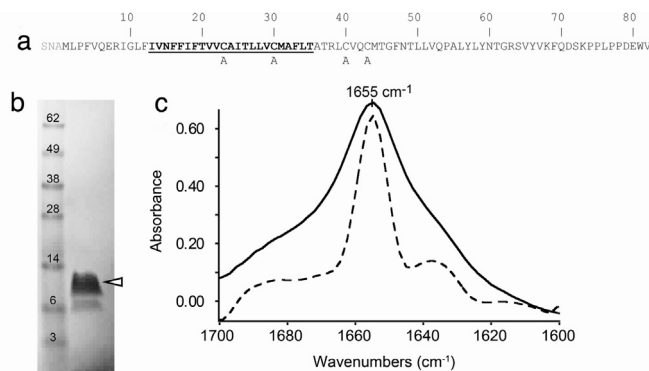 10 20 30 40 50 60 70 80
a SNAMLPFVQERIGLFIVNFFIFTVVCAITLLVCMAFLTATRLCVQCMTGFNTLLVQPALYLYNTGRSVYVKFQDSKPPLPPDEWV
A A A A
b
62
49
38
28
14
6
3
c
1655 cm-1
0.60
0.40
0.20
0.00
Absorbance
1700 1680 1660 1640 1620 1600
Wavenumbers (cm-1)